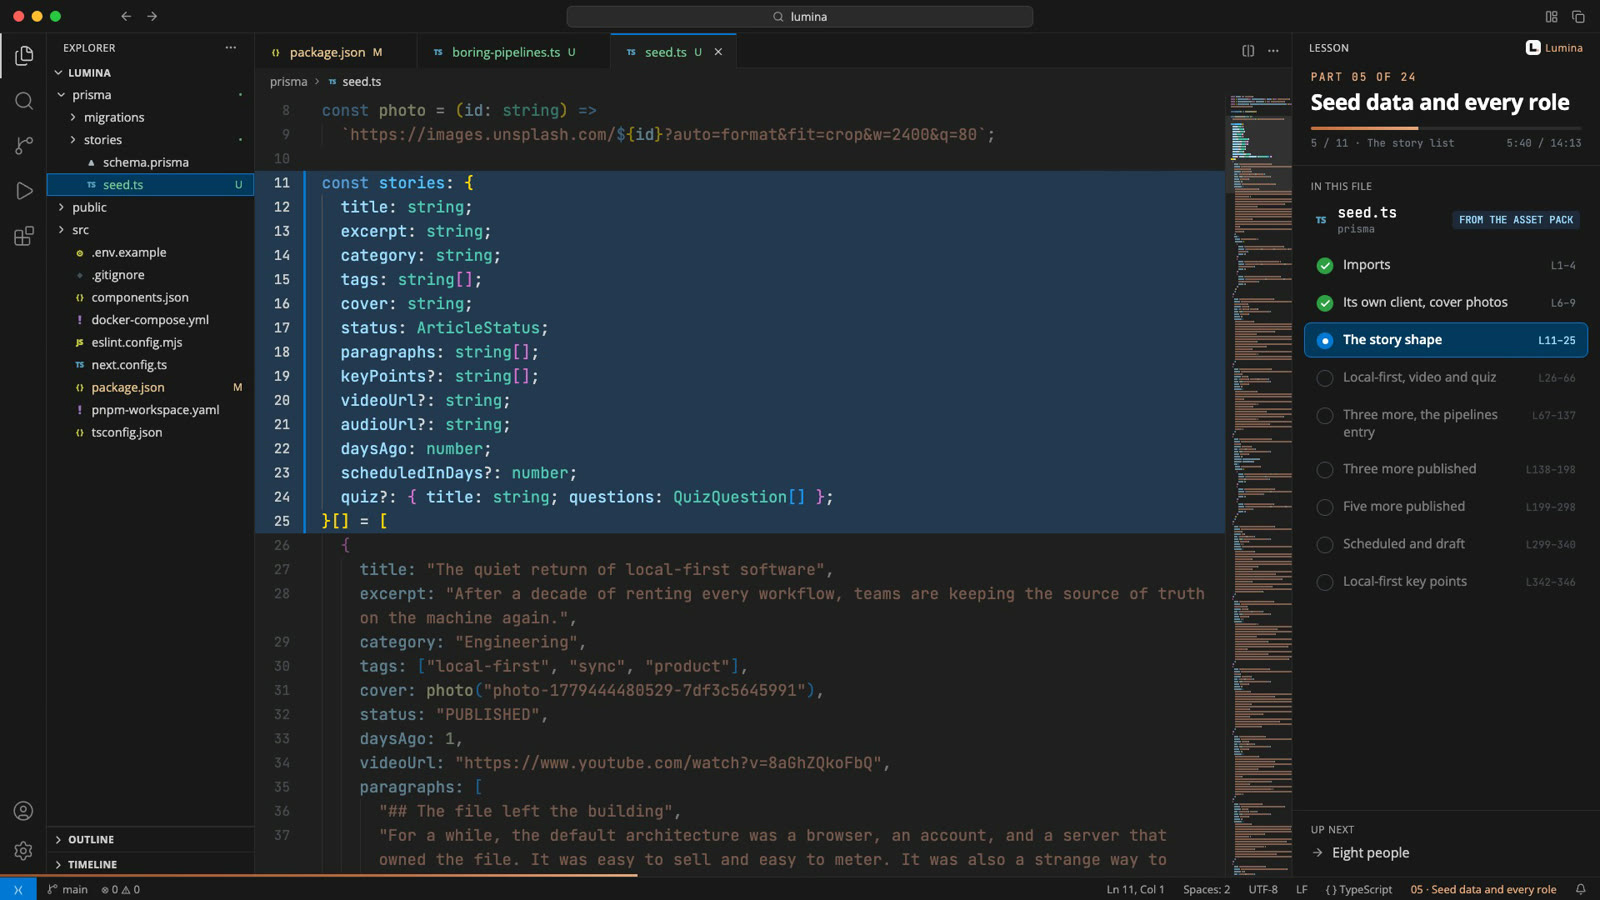 lumina
EXPLORER
LUMINA
prisma
migrations
stories
schema.prisma
TS seed.ts U
public
src
.env.example
.gitignore
components.json
docker-compose.yml
eslint.config.mjs
next.config.ts
package.json M
pnpm-workspace.yaml
tsconfig.json
OUTLINE
TIMELINE
package.json M
TS boring-pipelines.ts U
TS seed.ts U
prisma > TS seed.ts
8 const photo = (id: string) =>
9 `https://images.unsplash.com/${id}?auto=format&fit=crop&w=2400&q=80`;
10
11 const stories: {
12 title: string;
13 excerpt: string;
14 category: string;
15 tags: string[];
16 cover: string;
17 status: ArticleStatus;
18 paragraphs: string[];
19 keyPoints?: string[];
20 videoUrl?: string;
21 audioUrl?: string;
22 daysAgo: number;
23 scheduledInDays?: number;
24 quiz?: { title: string; questions: QuizQuestion[] };
25 }[] = [
26 {
27 title: "The quiet return of local-first software",
28 excerpt: "After a decade of renting every workflow, teams are keeping the source of truth
on the machine again.",
29 category: "Engineering",
30 tags: ["local-first", "sync", "product"],
31 cover: photo("photo-1779444480529-7df3c5645991"),
32 status: "PUBLISHED",
33 daysAgo: 1,
34 videoUrl: "https://www.youtube.com/watch?v=8aGhZQkoFbQ",
35 paragraphs: [
36 "## The file left the building",
37 "For a while, the default architecture was a browser, an account, and a server that
owned the file. It was easy to sell and easy to meter. It was also a strange way to
LESSON
L Lumina
PART 05 OF 24
Seed data and every role
5 / 11 · The story list 5:40 / 14:13
IN THIS FILE
TS seed.ts
prisma
FROM THE ASSET PACK
Imports L1-4
Its own client, cover photos L6-9
The story shape L11-25
Local-first, video and quiz L26-66
Three more, the pipelines
entry L67-137
Three more published L138-198
Five more published L199-298
Scheduled and draft L299-340
Local-first key points L342-346
UP NEXT
→ Eight people
main 0 0
Ln 11, Col 1 Spaces: 2 UTF-8 LF { } TypeScript 05 · Seed data and every role